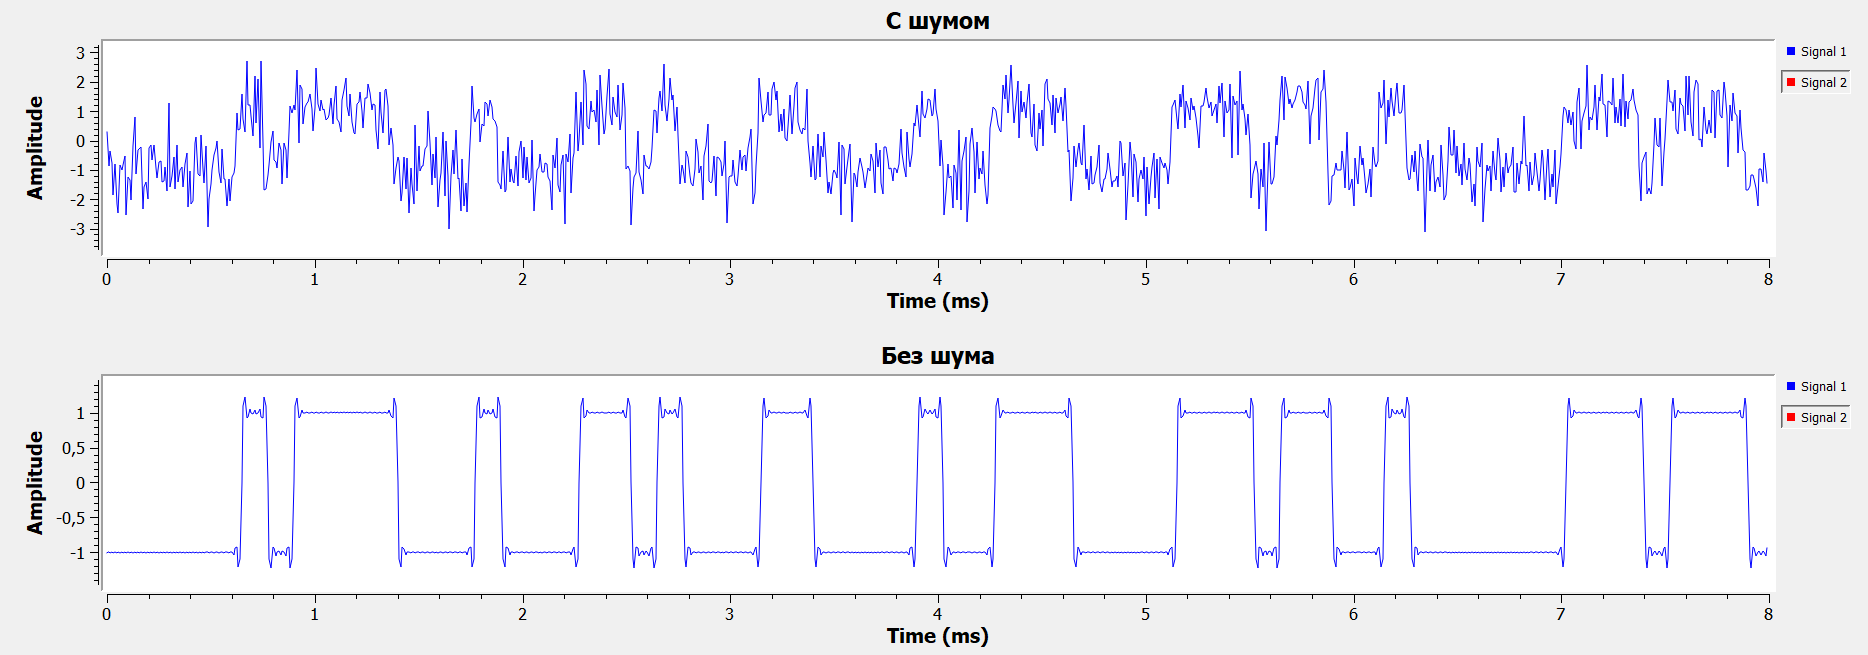 С шумом
Amplitude
3
2
1
0
-1
-2
-3
0 1 2 3 4 5 6 7 8
Time (ms)
Signal 1
Signal 2
Без шума
Amplitude
1
0,5
0
-0,5
-1
0 1 2 3 4 5 6 7 8
Time (ms)
Signal 1
Signal 2